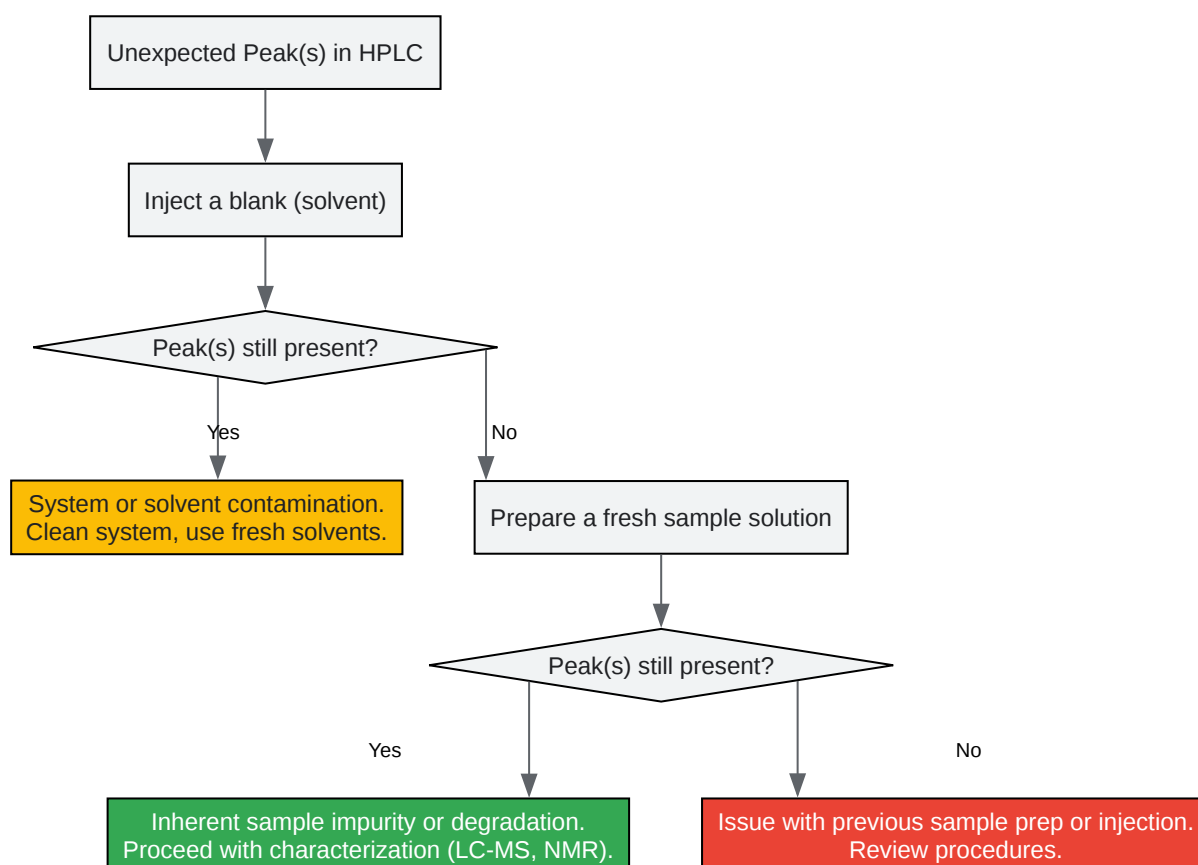 Unexpected Peak(s) in HPLC
Inject a blank (solvent)
Peak(s) still present?
Yes
No
System or solvent contamination.
Clean system, use fresh solvents.
Prepare a fresh sample solution
Peak(s) still present?
Yes
No
Inherent sample impurity or degradation.
Proceed with characterization (LC-MS, NMR).
Issue with previous sample prep or injection.
Review procedures.